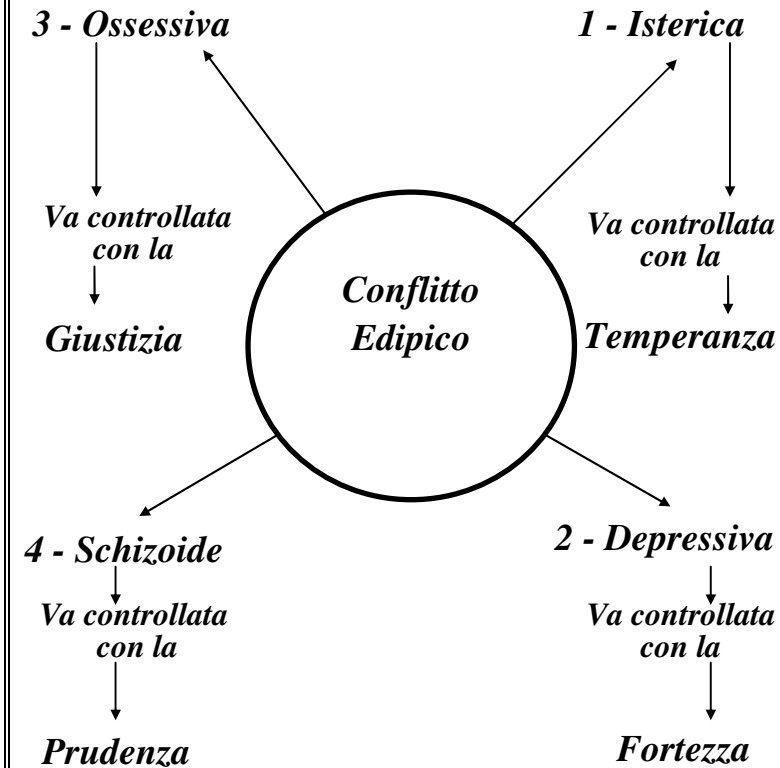 3 - Ossessiva
1 - Isterica
Va controllata
con la
Giustizia
Va controllata
con la
Temperanza
Conflitto
Edipico
4 - Schizoide
Va controllata
con la
Prudenza
2 - Depressiva
Va controllata
con la
Fortezza